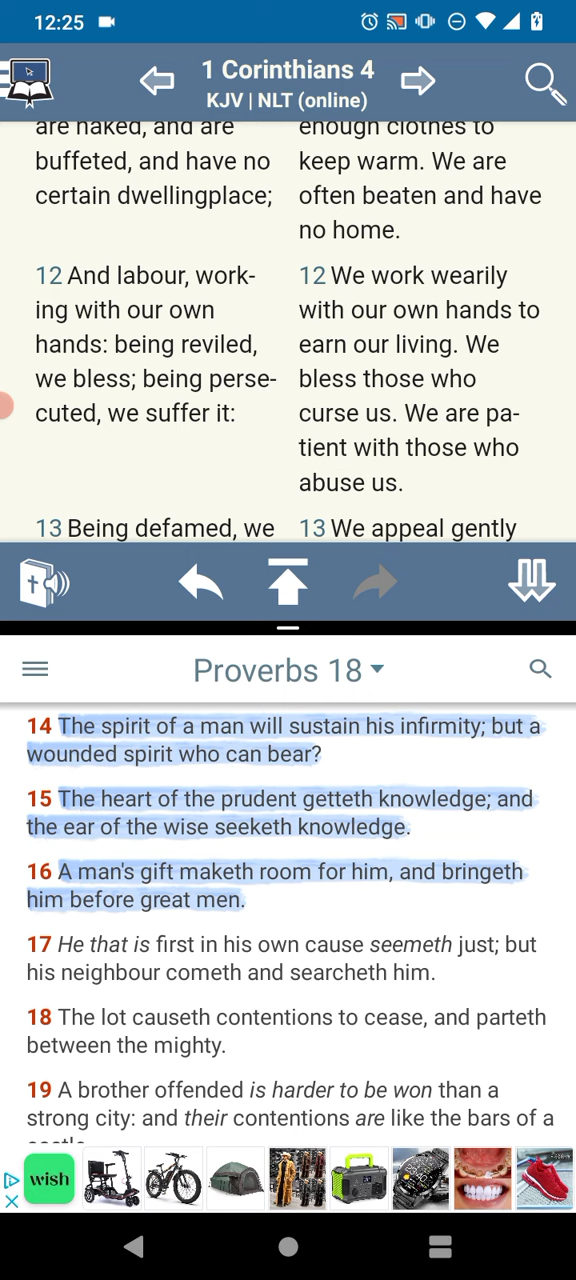 12:25
1 Corinthians 4
KJV | NLT (online)
are naked, and are
buffeted, and have no
certain dwellingplace;
enough clothes to
keep warm. We are
often beaten and have
no home.
12 And labour, work-
ing with our own
hands: being reviled,
we bless; being perse-
cuted, we suffer it:
12 We work wearily
with our own hands to
earn our living. We
bless those who
curse us. We are pa-
tient with those who
abuse us.
13 Being defamed, we
13 We appeal gently
Proverbs 18
14 The spirit of a man will sustain his infirmity; but a
wounded spirit who can bear?
15 The heart of the prudent getteth knowledge; and
the ear of the wise seeketh knowledge.
16 A man's gift maketh room for him, and bringeth
him before great men.
17 He that is first in his own cause seemeth just; but
his neighbour cometh and searcheth him.
18 The lot causeth contentions to cease, and parteth
between the mighty.
19 A brother offended is harder to be won than a
strong city: and their contentions are like the bars of a
wish